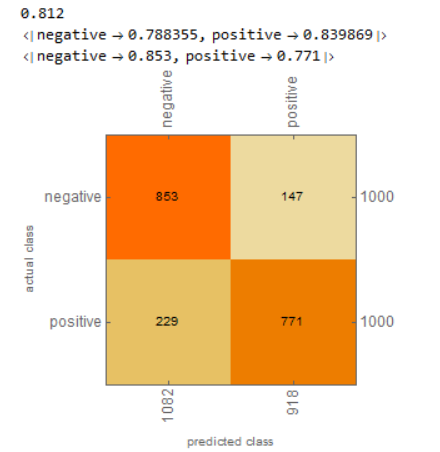 0.812
<|negative → 0.788355, positive → 0.839869|>
<|negative → 0.853, positive → 0.771|>
negative
positive
negative
853
147
1000
actual class
positive
229
771
1000
1082
918
predicted class